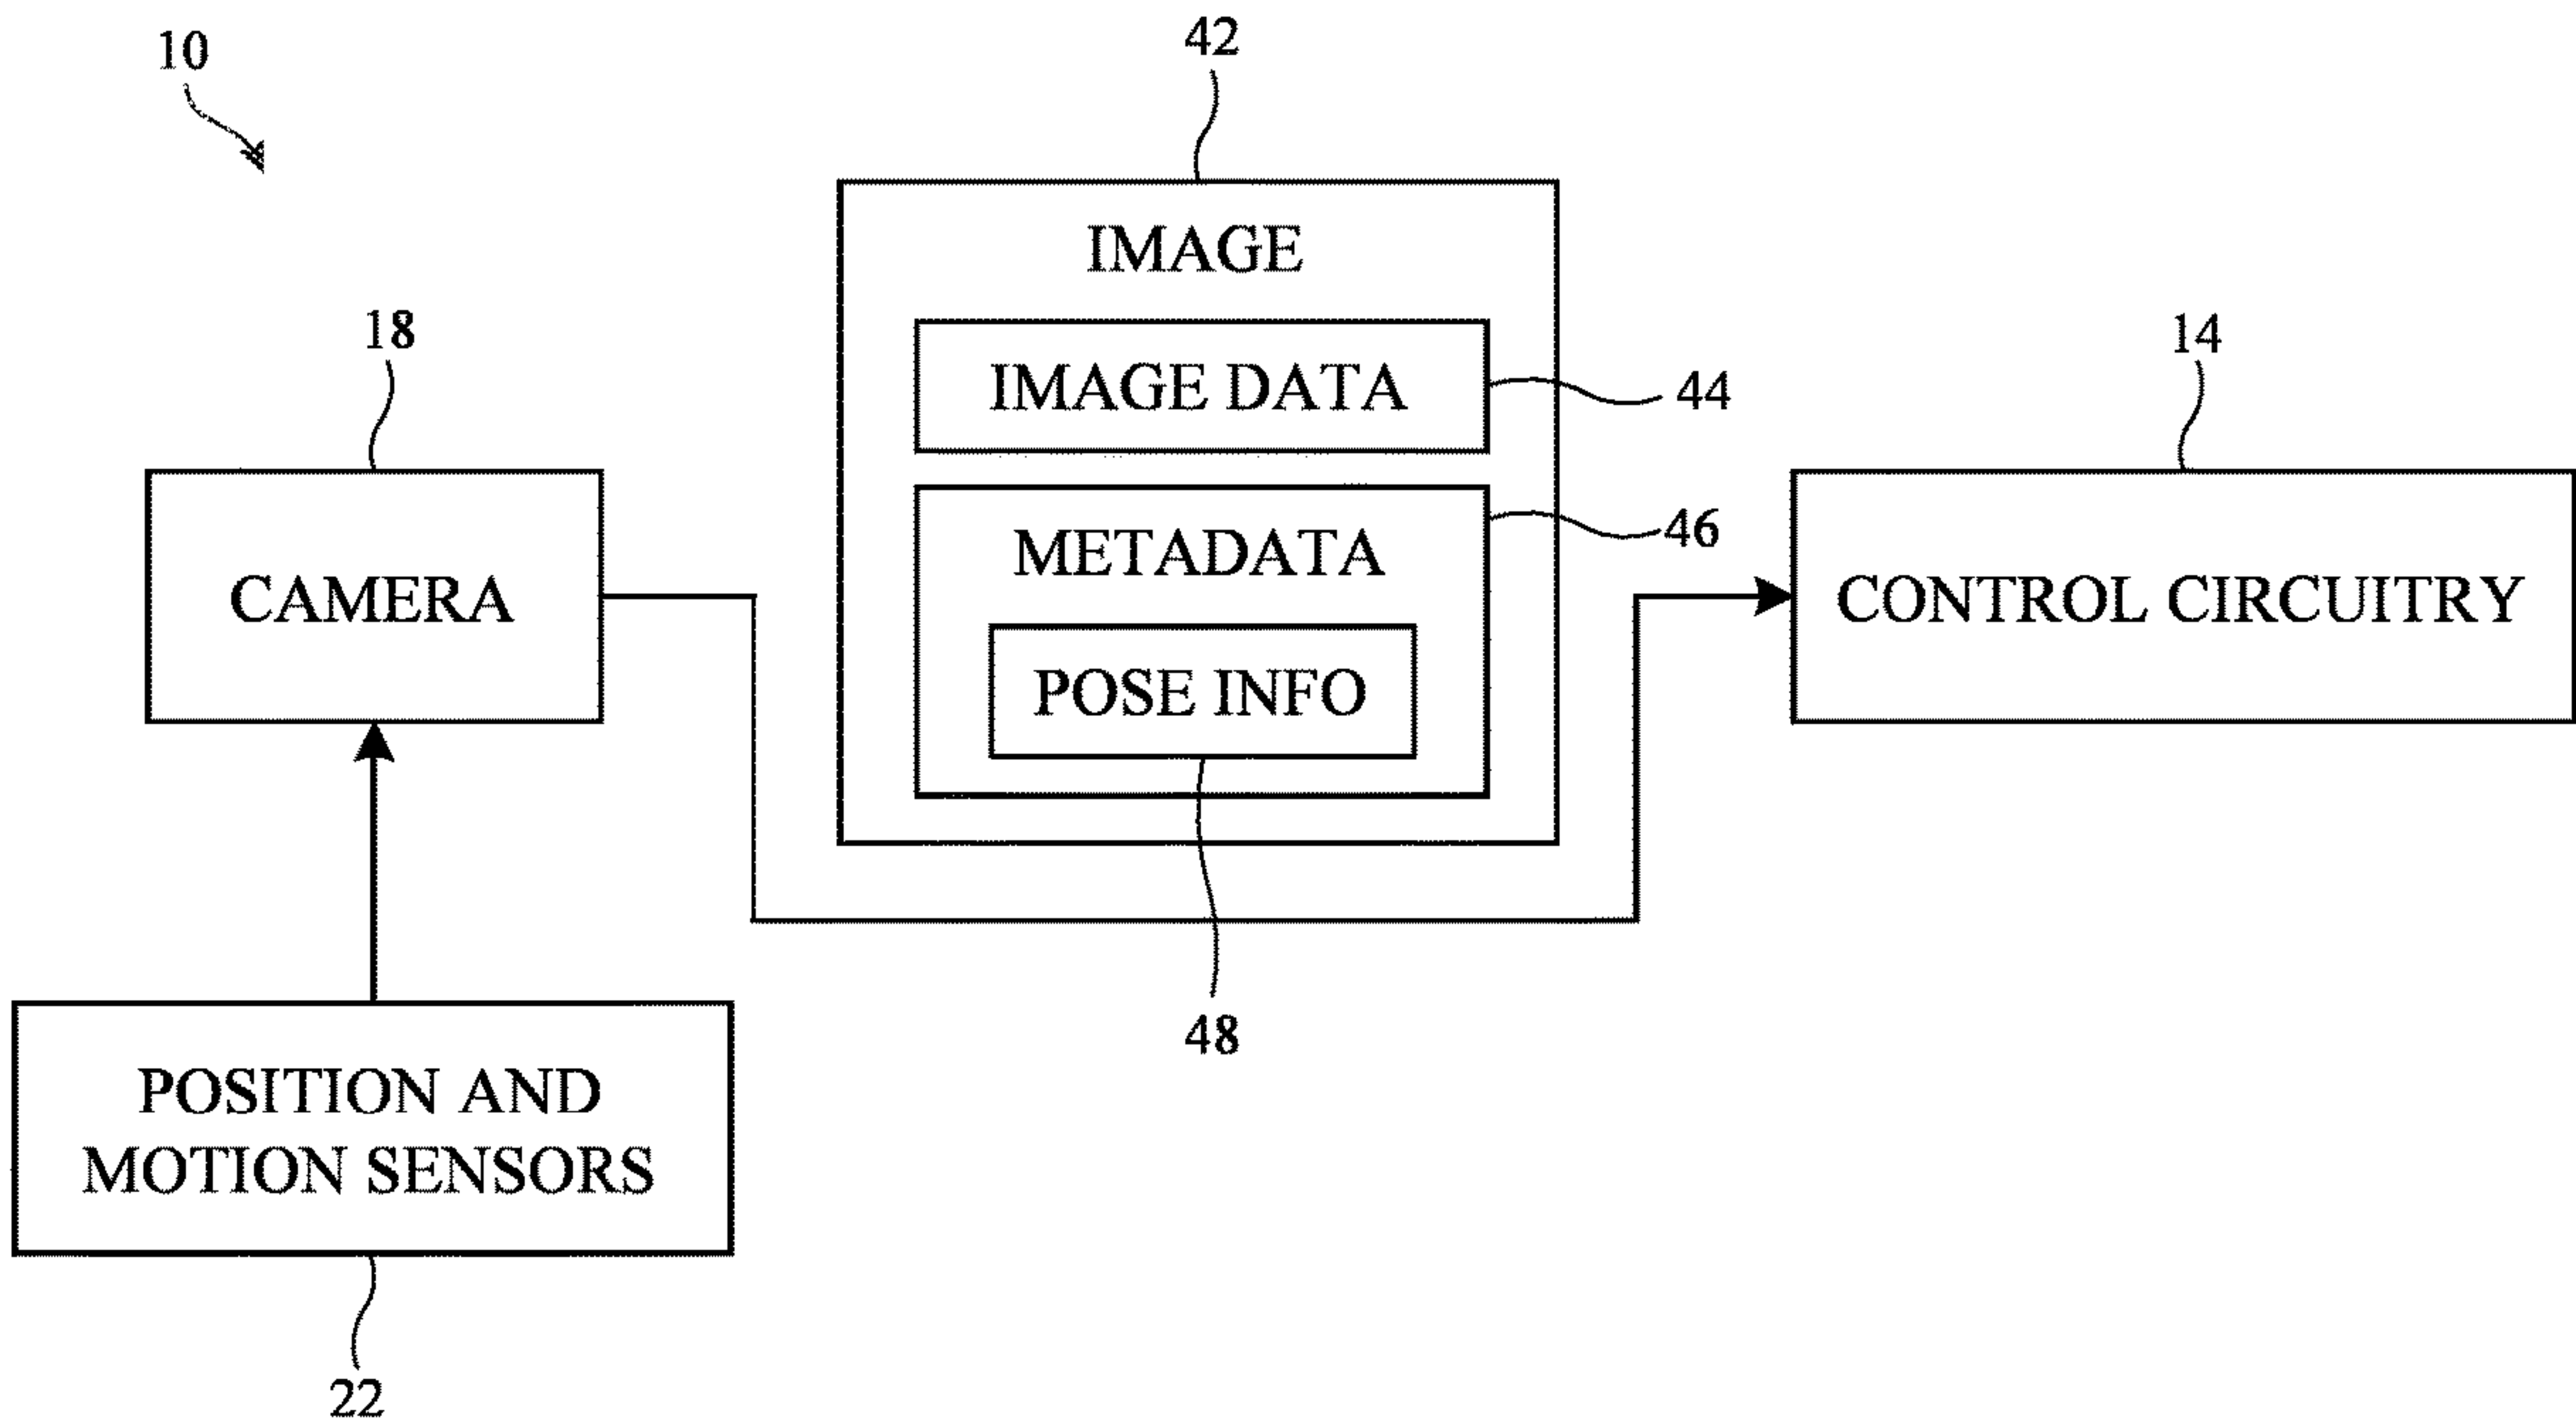 10
42
IMAGE
18
14
IMAGE DATA
44
46
METADATA
CAMERA
CONTROL CIRCUITRY
POSE INFO
48
POSITION AND
MOTION SENSORS
22